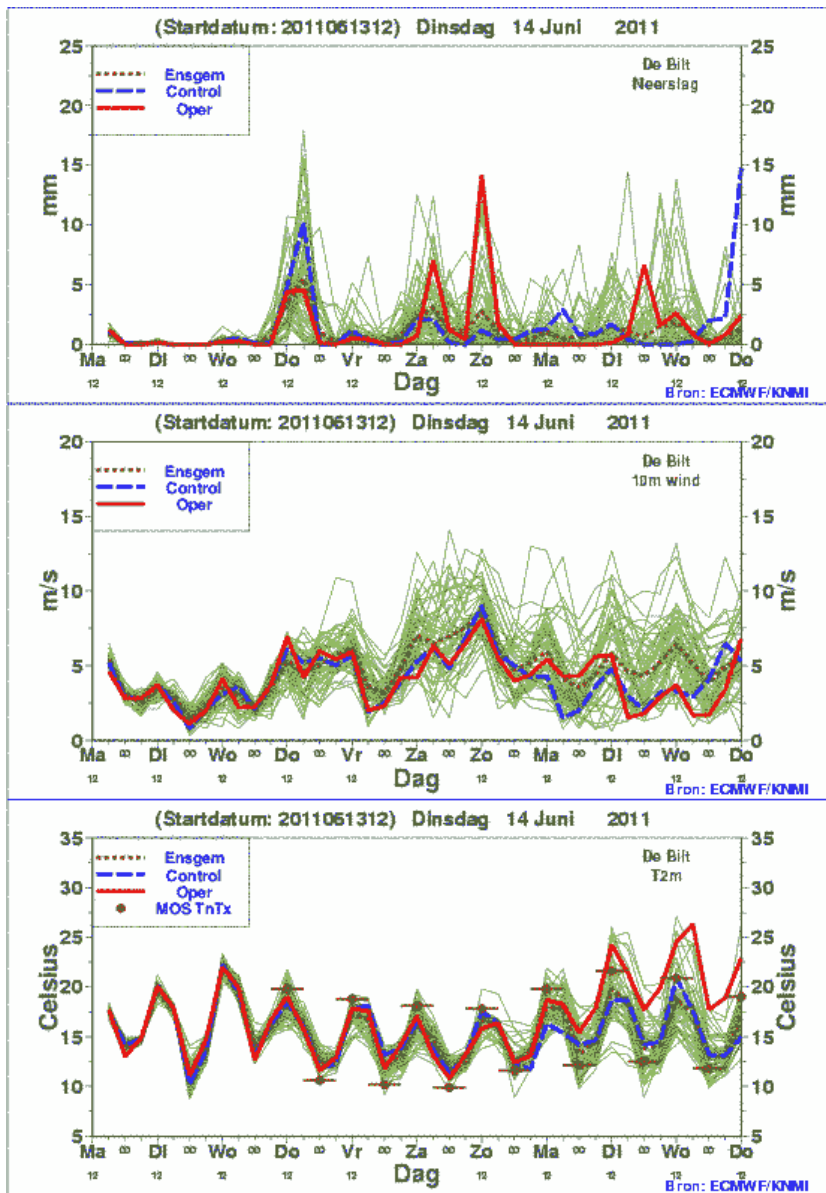 (Startdatum: 2011061312) Dinsdag 14 Juni 2011
25 25
Ensgem De Bilt
Control Neerslag
20 Oper 20
15 15
mm mm
10 10
5 5
0 0
Ma 00 Di 00 Wo 00 Do 00 Vr 00 Za 00 Zo 00 Ma 00 Di 00 Wo 00 Do
12 12 12 12 12 12 12 12 12 12 12
Dag
Bron: ECMWF/KNMI
(Startdatum: 2011061312) Dinsdag 14 Juni 2011
20 20
Ensgem De Bilt
Control 10m wind
Oper
15 15
m/s m/s
10 10
5 5
0 0
Ma 00 Di 00 Wo 00 Do 00 Vr 00 Za 00 Zo 00 Ma 00 Di 00 Wo 00 Do
12 12 12 12 12 12 12 12 12 12 12
Dag
Bron: ECMWF/KNMI
(Startdatum: 2011061312) Dinsdag 14 Juni 2011
35 35
Ensgem De Bilt
Control T2m
30 Oper 30
MOS TnTx
25 25
Celsius Celsius
20 20
15 15
10 10
5 5
Ma 00 Di 00 Wo 00 Do 00 Vr 00 Za 00 Zo 00 Ma 00 Di 00 Wo 00 Do
12 12 12 12 12 12 12 12 12 12 12
Dag
Bron: ECMWF/KNMI